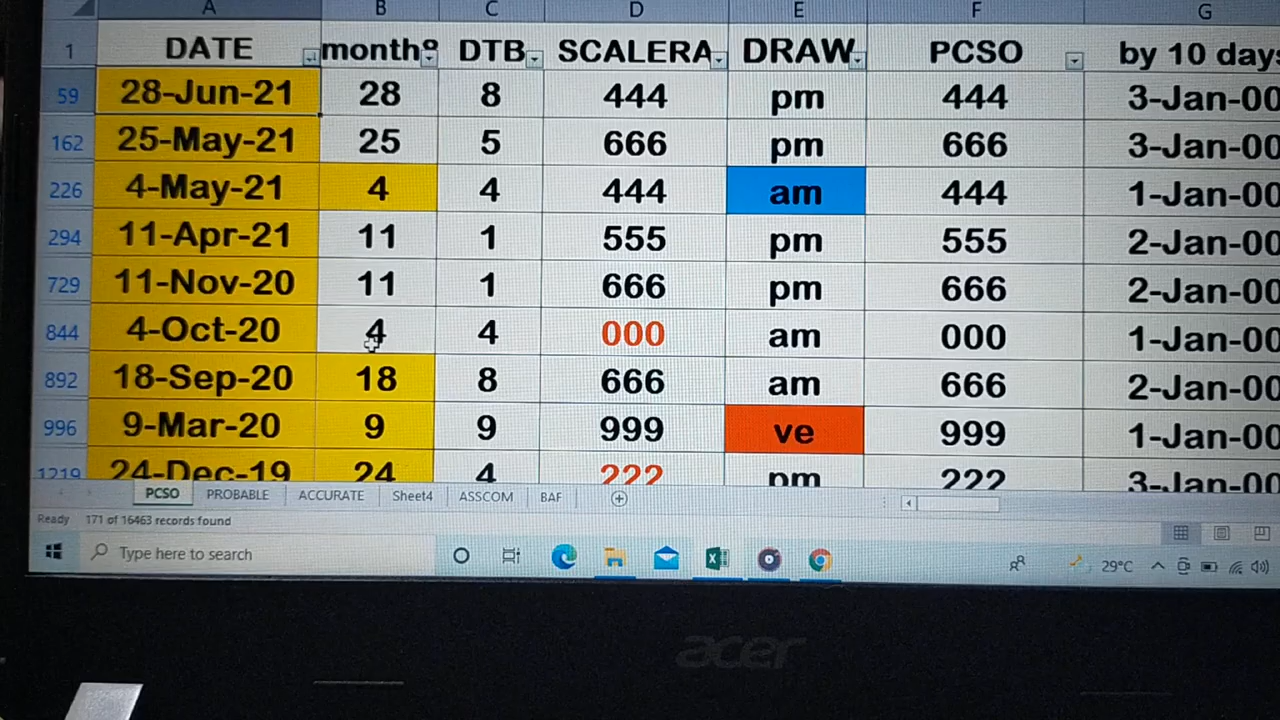 A B C D E F G
1 DATE month DTB SCALERA DRAW PCSO by 10 days
59 28-Jun-21 28 8 444 pm 444 3-Jan-00
162 25-May-21 25 5 666 pm 666 3-Jan-00
226 4-May-21 4 4 444 am 444 1-Jan-00
294 11-Apr-21 11 1 555 pm 555 2-Jan-00
729 11-Nov-20 11 1 666 pm 666 2-Jan-00
844 4-Oct-20 4 4 000 am 000 1-Jan-00
892 18-Sep-20 18 8 666 am 666 2-Jan-00
996 9-Mar-20 9 9 999 ve 999 1-Jan-00
1219 24-Dec-19 24 4 222 pm 222 3-Jan-00
PCSO PROBABLE ACCURATE Sheet4 ASSCOM BAF
Ready 171 of 16463 records found
Type here to search 29°C
acer